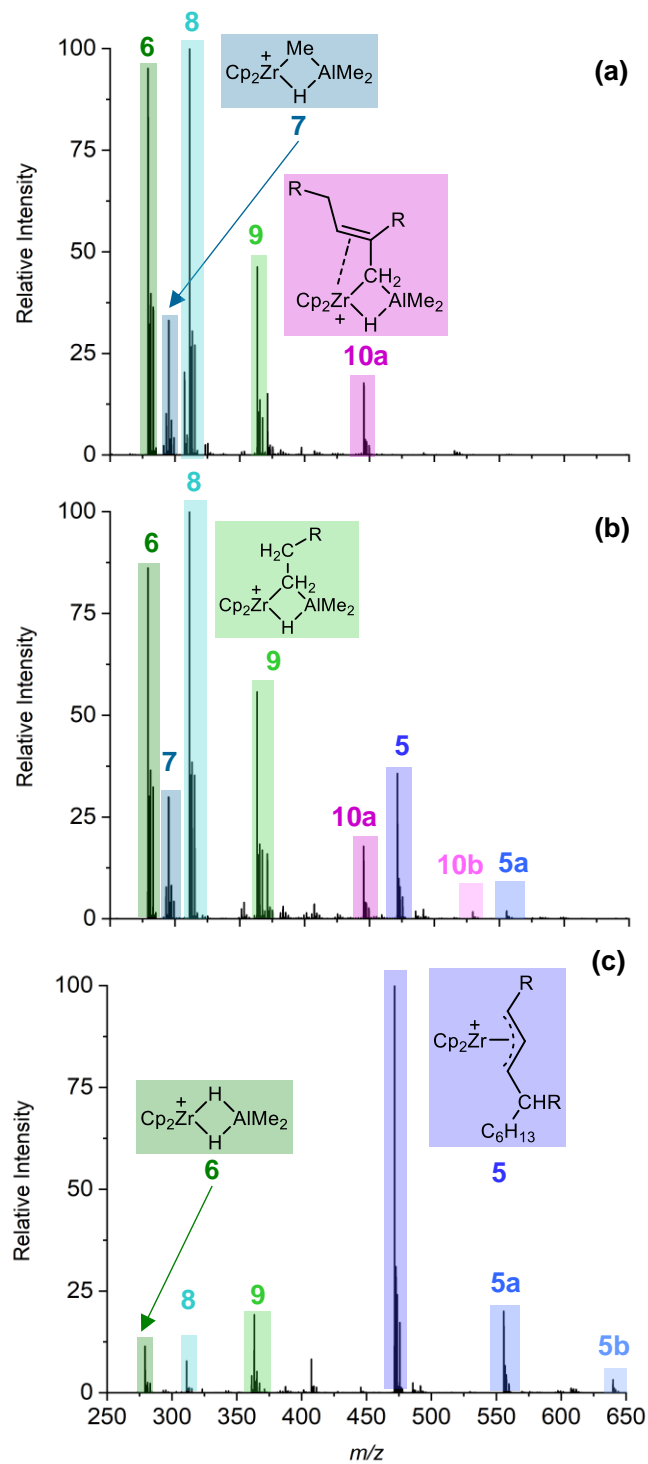 6
8
(a)
Relative Intensity
100
75
50
25
0
+
Cp2Zr
Me
AlMe2
H
7
9
R
R
CH2
Cp2Zr
+
AlMe2
H
10a
6
8
(b)
Relative Intensity
100
75
50
25
0
R
H2C
CH2
+
Cp2Zr
AlMe2
H
9
7
10a
5
10b
5a
(c)
Relative Intensity
100
75
50
25
0
H
+
Cp2Zr
AlMe2
H
6
R
+
Cp2Zr
CHR
C6H13
5
8
9
5a
5b
250 300 350 400 450 500 550 600 650
m/z